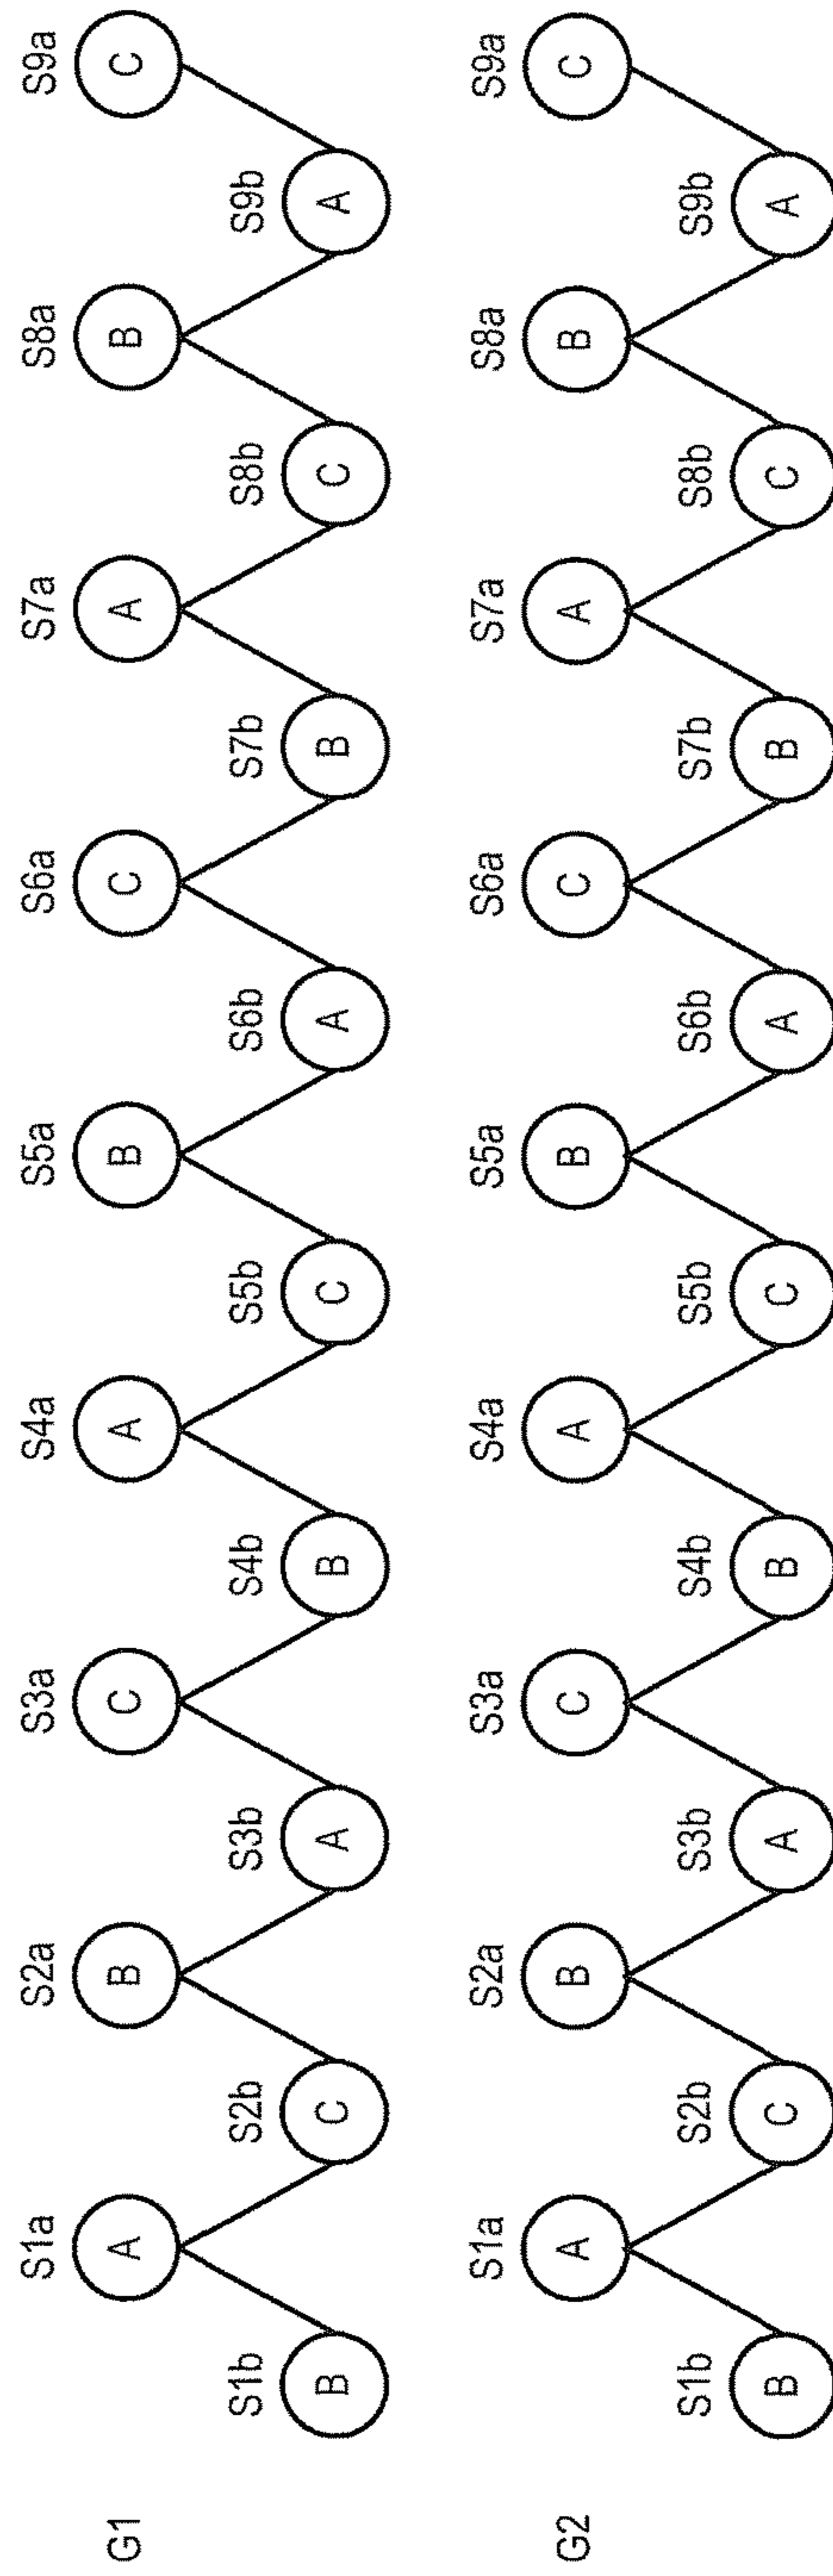 S1a S2a S3a S4a S5a S6a S7a S8a S9a
G1 A B C A B C A B C
S1b S2b S3b S4b S5b S6b S7b S8b S9b
B C A B C A B C A
S1a S2a S3a S4a S5a S6a S7a S8a S9a
G2 A B C A B C A B C
S1b S2b S3b S4b S5b S6b S7b S8b S9b
B C A B C A B C A